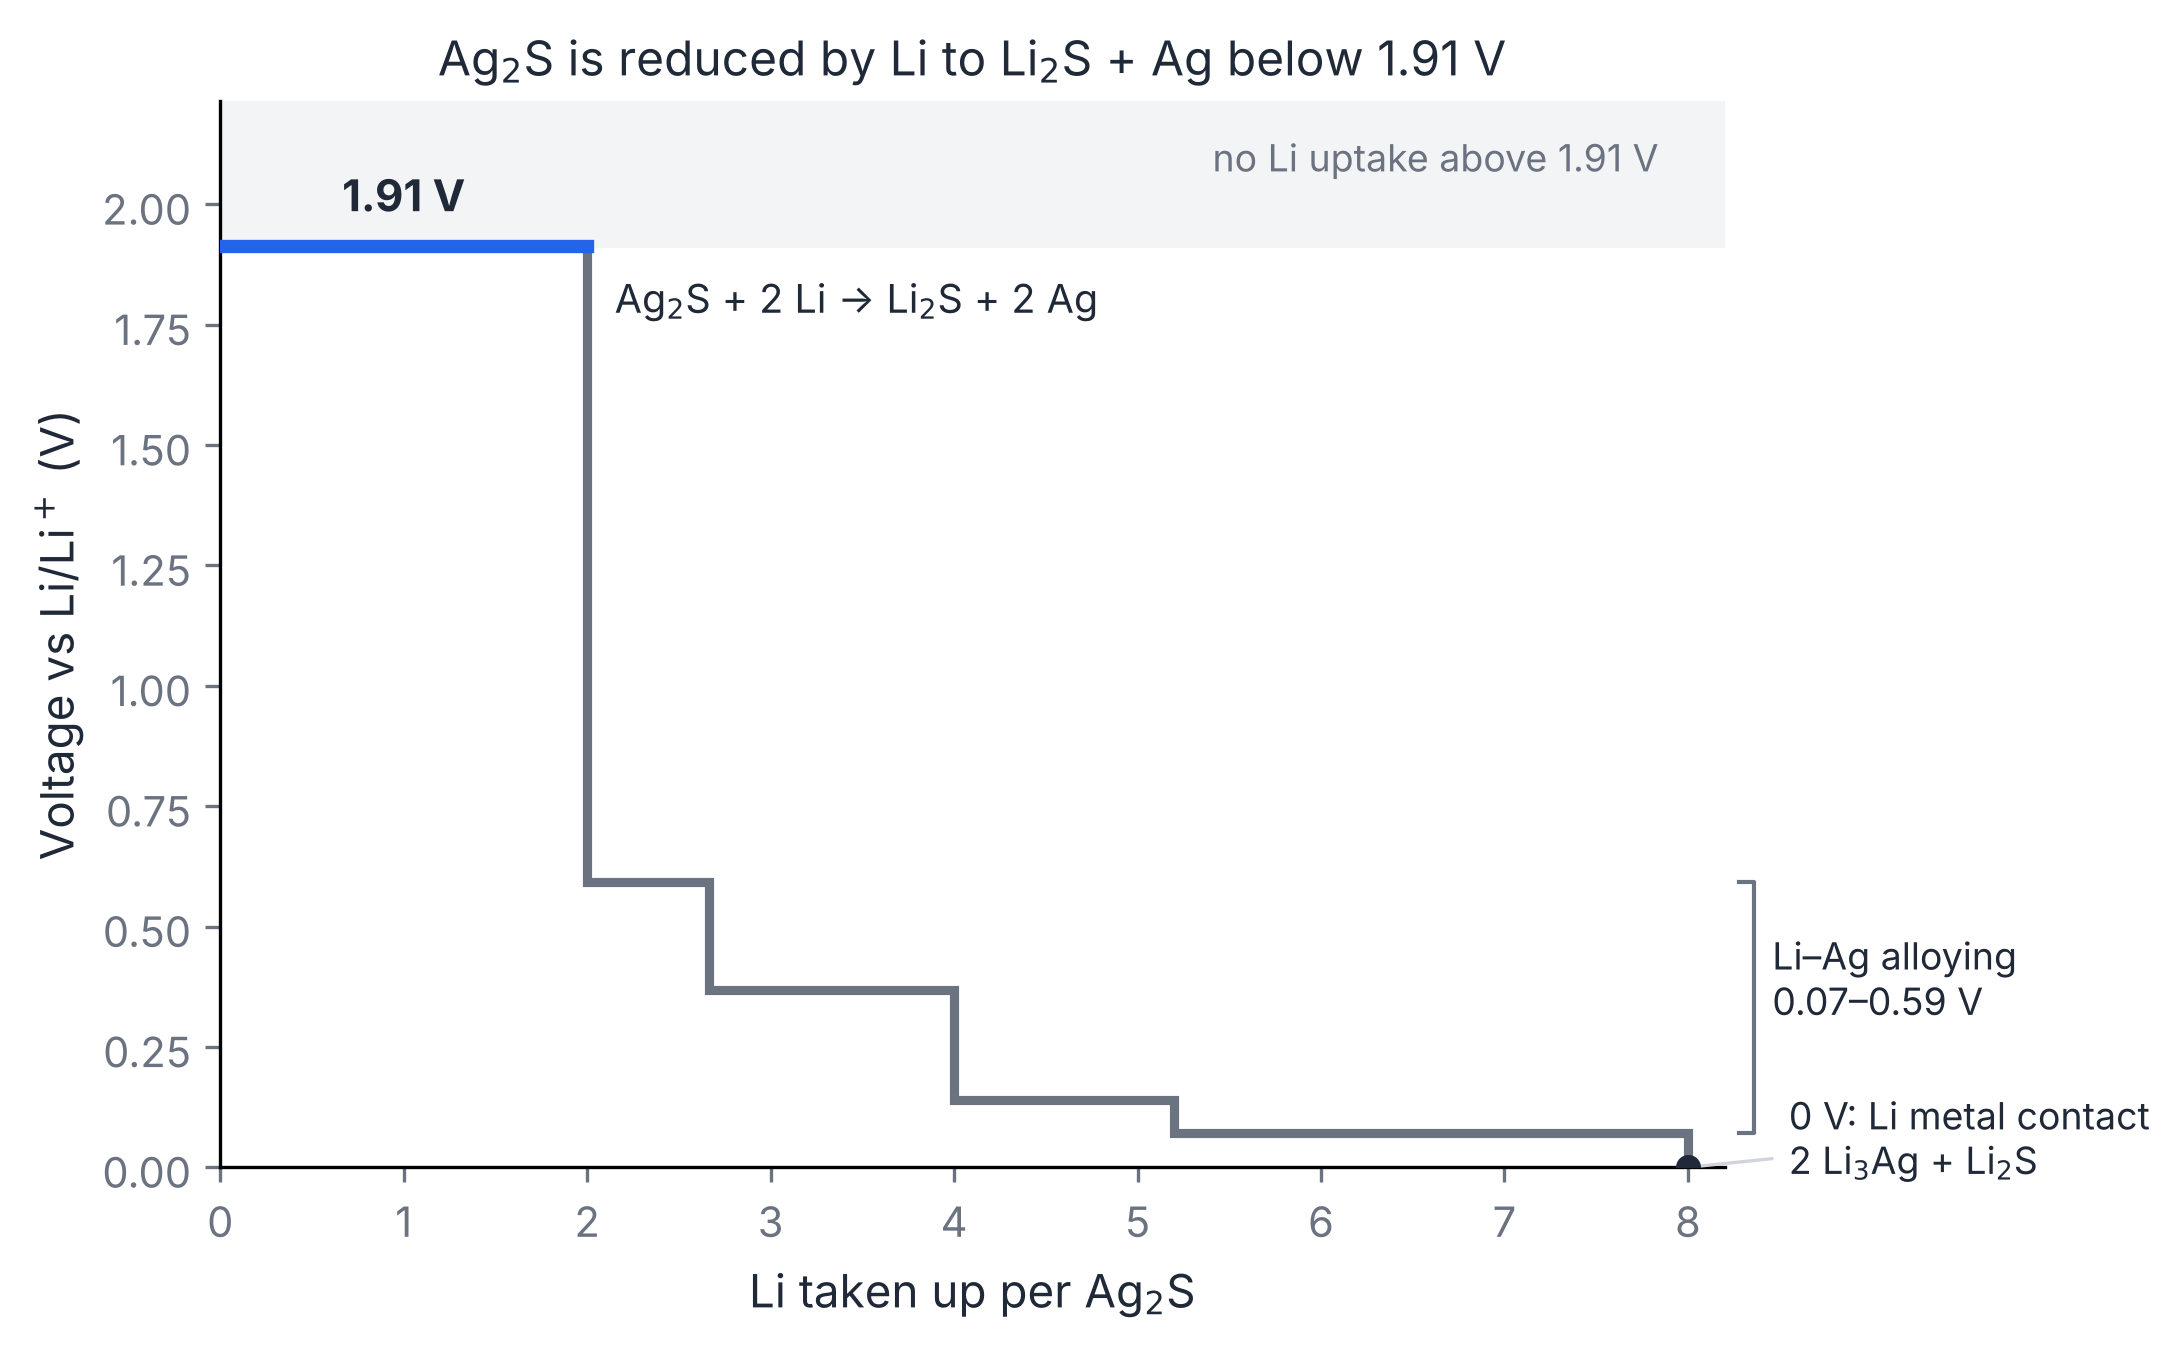 Ag₂S is reduced by Li to Li₂S + Ag below 1.91 V
no Li uptake above 1.91 V
1.91 V
Ag₂S + 2 Li → Li₂S + 2 Ag
Voltage vs Li/Li⁺ (V)
2.00
1.75
1.50
1.25
1.00
0.75
0.50
0.25
0.00
Li–Ag alloying
0.07–0.59 V
0 V: Li metal contact
2 Li₃Ag + Li₂S
0 1 2 3 4 5 6 7 8
Li taken up per Ag₂S